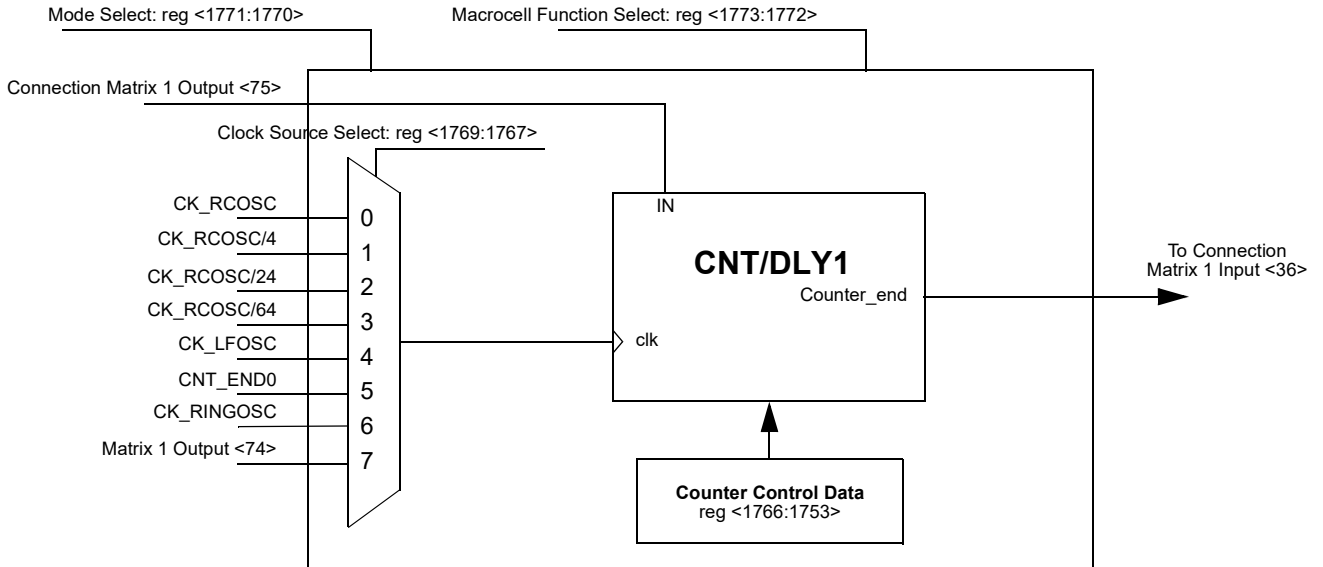 Mode Select: reg <1771:1770>
Macrocell Function Select: reg <1773:1772>
Connection Matrix 1 Output <75>
Clock Source Select: reg <1769:1767>
CK_RCOSC
0
CK_RCOSC/4
1
CK_RCOSC/24
2
CK_RCOSC/64
3
CK_LFOSC
4
CNT_END0
5
CK_RINGOSC
6
Matrix 1 Output <74>
7
IN
CNT/DLY1
Counter_end
clk
To Connection
Matrix 1 Input <36>
Counter Control Data
reg <1766:1753>